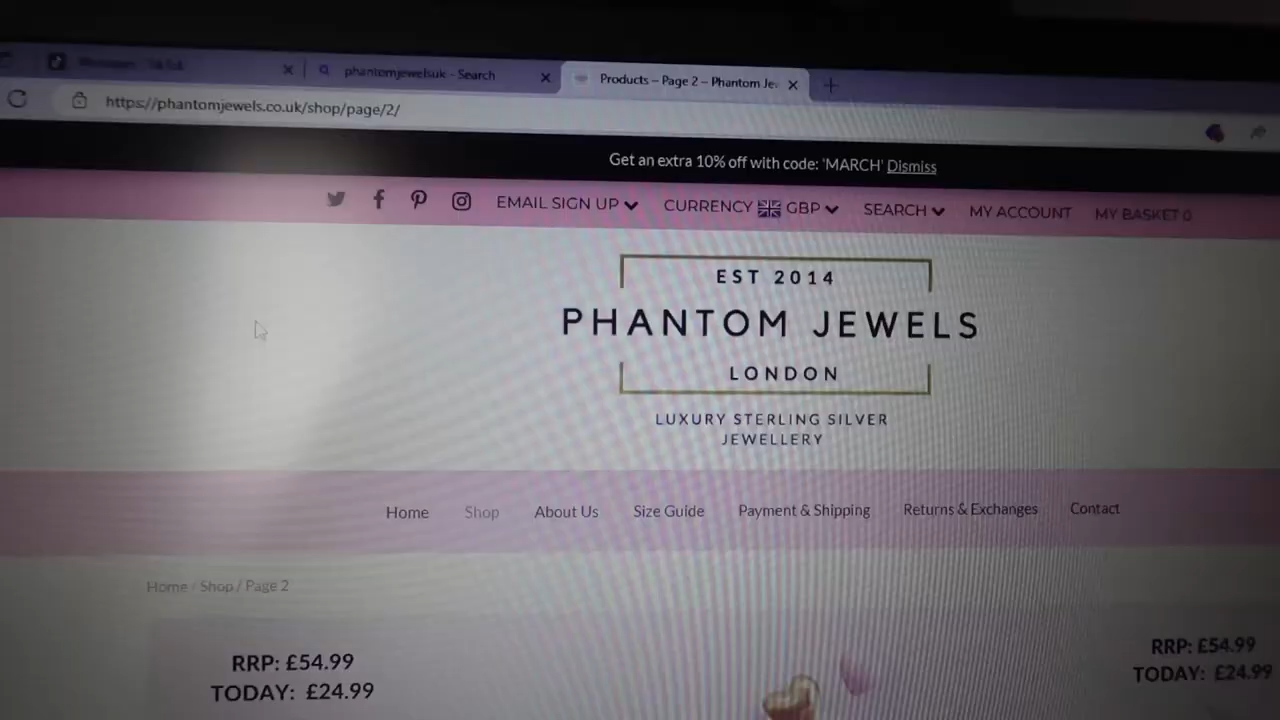 phantomjewelsuk - Search
Products – Page 2 – Phantom Je
https://phantomjewels.co.uk/shop/page/2/
Get an extra 10% off with code: 'MARCH' Dismiss
EMAIL SIGN UP CURRENCY GBP SEARCH MY ACCOUNT MY BASKET 0
EST 2014
PHANTOM JEWELS
LONDON
LUXURY STERLING SILVER
JEWELLERY
Home Shop About Us Size Guide Payment & Shipping Returns & Exchanges Contact
Home / Shop / Page 2
RRP: £54.99
TODAY: £24.99
RRP: £54.99
TODAY: £24.99